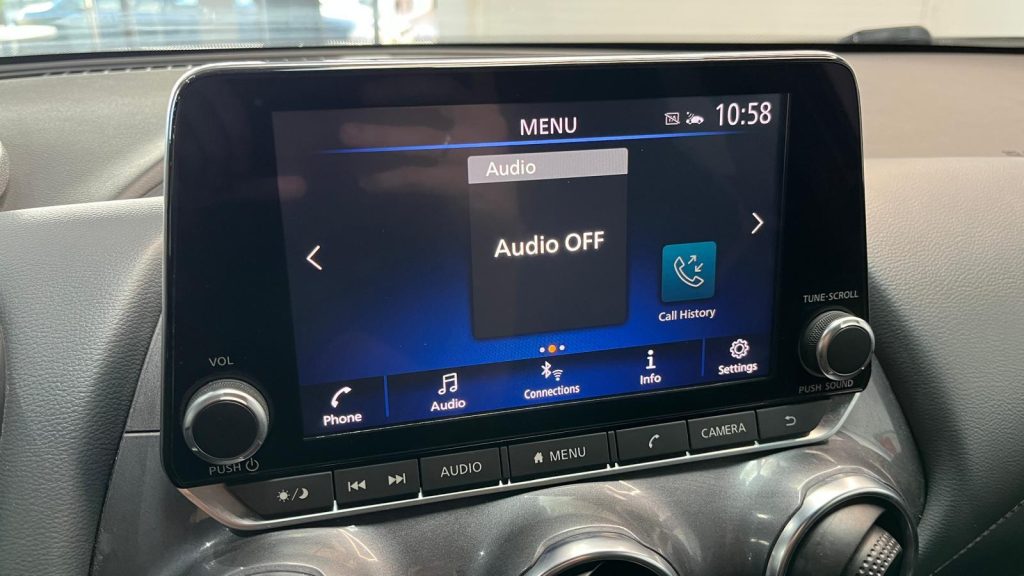 MENU
10:58
Audio
Audio OFF
Call History
Phone
Audio
Connections
Info
Settings
VOL
PUSH
TUNE·SCROLL
PUSH SOUND
AUDIO
MENU
CAMERA